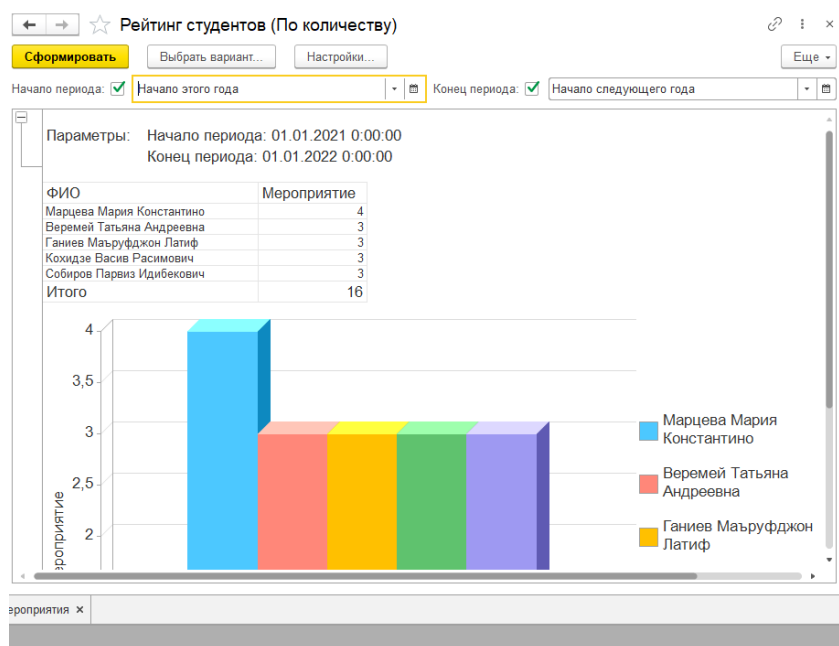 Рейтинг студентов (По количеству)
Сформировать Выбрать вариант... Настройки... Еще
Начало периода: Начало этого года Конец периода: Начало следующего года
Параметры: Начало периода: 01.01.2021 0:00:00
Конец периода: 01.01.2022 0:00:00
ФИО Мероприятие
Марцева Мария Константино 4
Веремей Татьяна Андреевна 3
Ганиев Маъруфджон Латиф 3
Кохидзе Васив Расимович 3
Собиров Парвиз Идибекович 3
Итого 16
4
3,5
3
2,5
2
ероприятие
Марцева Мария
Константино
Веремей Татьяна
Андреевна
Ганиев Маъруфджон
Латиф
ероприятия